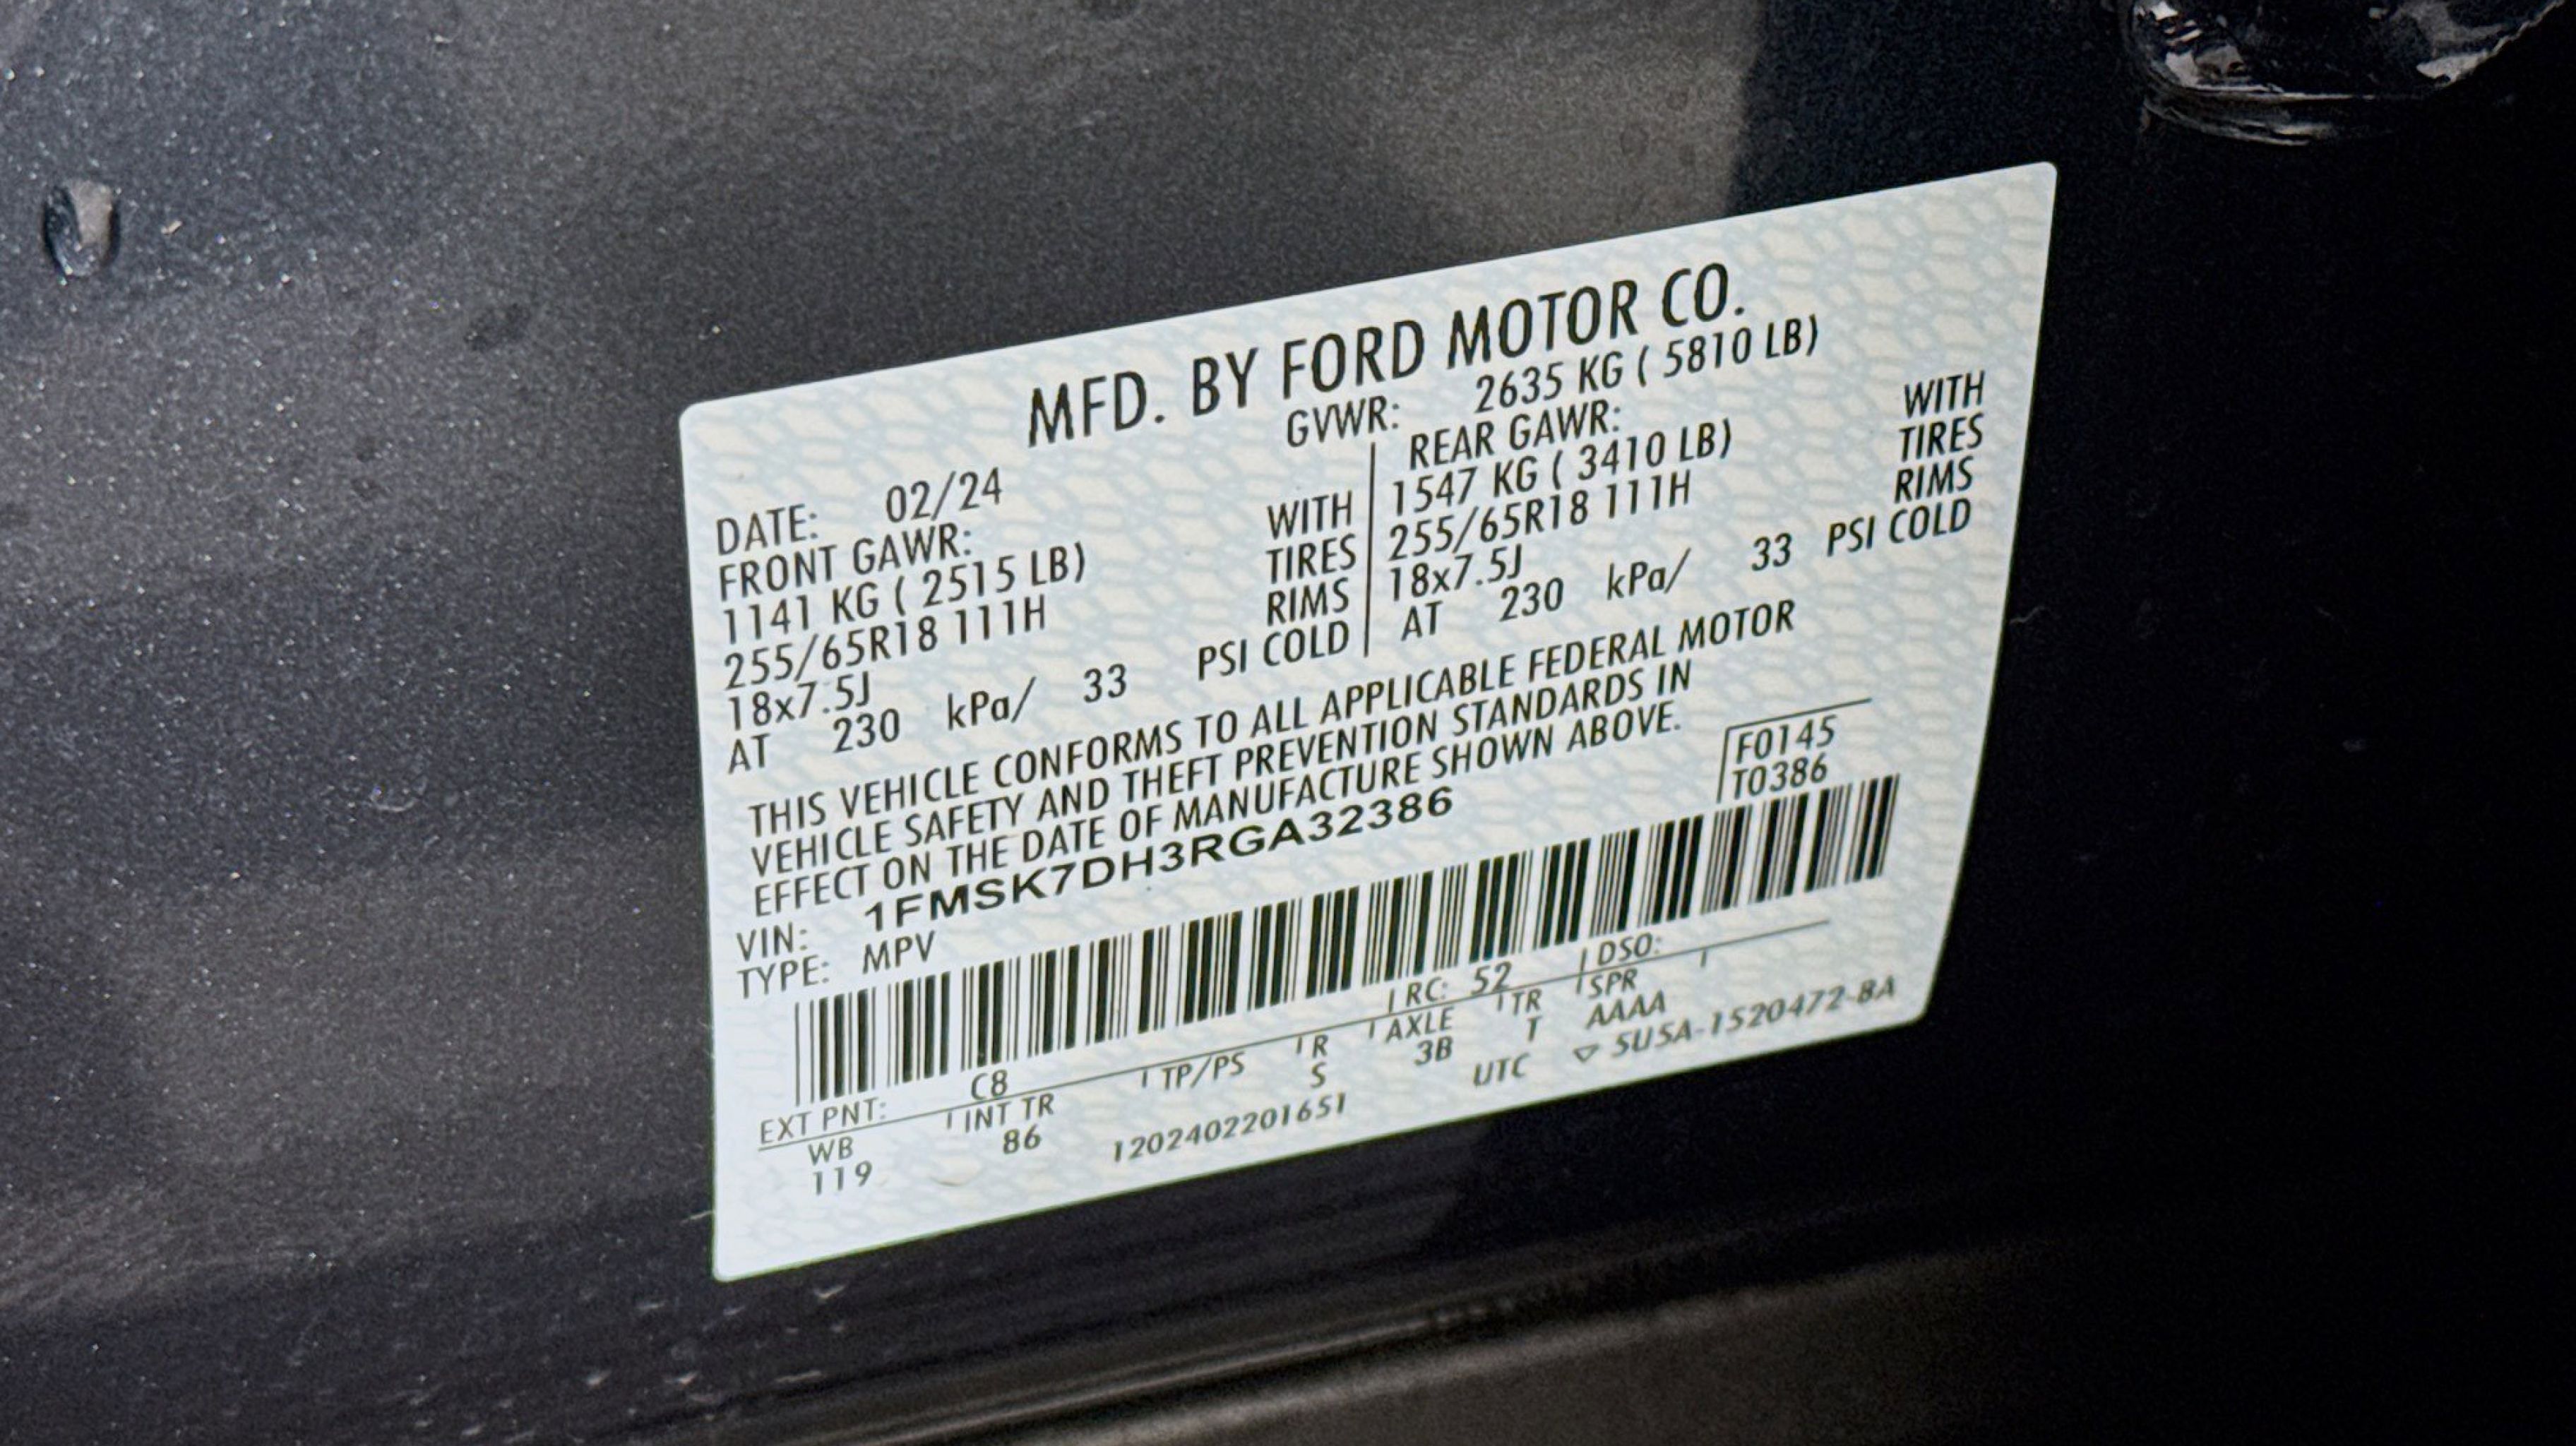 MFD. BY FORD MOTOR CO.
DATE: 02/24 GVWR: 2635 KG ( 5810 LB)
FRONT GAWR: REAR GAWR:
1141 KG ( 2515 LB) WITH 1547 KG ( 3410 LB) WITH
255/65R18 111H TIRES 255/65R18 111H TIRES
18x7.5J RIMS 18x7.5J RIMS
AT 230 kPa/ 33 PSI COLD AT 230 kPa/ 33 PSI COLD
THIS VEHICLE CONFORMS TO ALL APPLICABLE FEDERAL MOTOR
VEHICLE SAFETY AND THEFT PREVENTION STANDARDS IN
EFFECT ON THE DATE OF MANUFACTURE SHOWN ABOVE.
VIN: 1FMSK7DH3RGA32386 F0145
TYPE: MPV T0386
EXT PNT: C8 RC: 52 DSO:
WB INT TR TP/PS R AXLE TR SPR
119 86 S 3B T AAAA
1202402201651 UTC ▽ 5U5A-1520472-BA